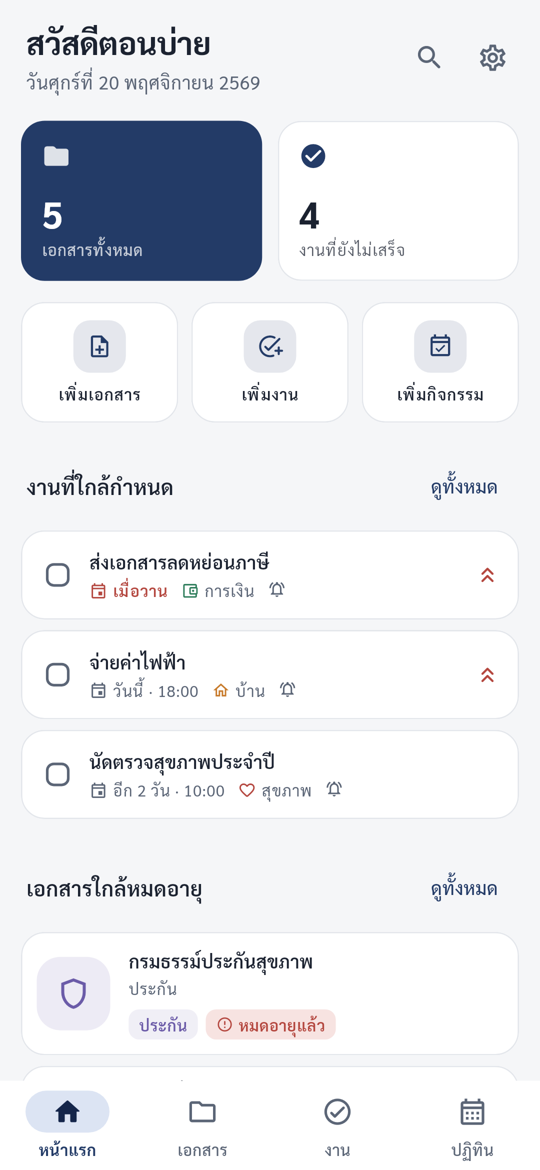 สวัสดีตอนบ่าย
วันศุกร์ที่ 20 พฤศจิกายน 2569
5
เอกสารทั้งหมด
4
งานที่ยังไม่เสร็จ
เพิ่มเอกสาร
เพิ่มงาน
เพิ่มกิจกรรม
งานที่ใกล้กำหนด
ดูทั้งหมด
ส่งเอกสารลดหย่อนภาษี
เมื่อวาน การเงิน
จ่ายค่าไฟฟ้า
วันนี้ · 18:00 บ้าน
นัดตรวจสุขภาพประจำปี
อีก 2 วัน · 10:00 สุขภาพ
เอกสารใกล้หมดอายุ
ดูทั้งหมด
กรมธรรม์ประกันสุขภาพ
ประกัน
ประกัน หมดอายุแล้ว
หน้าแรก
เอกสาร
งาน
ปฏิทิน